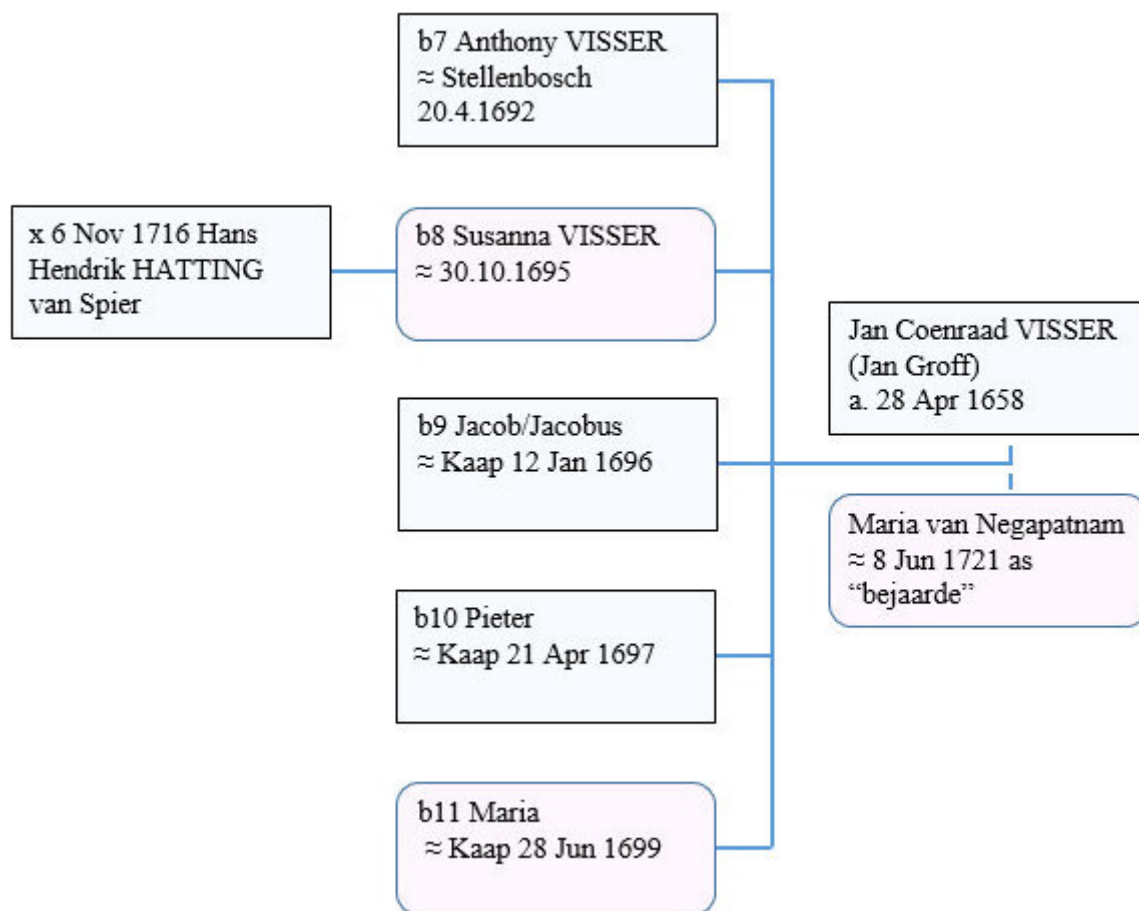 b7 Anthony VISSER
≈ Stellenbosch
20.4.1692
x 6 Nov 1716 Hans
Hendrik HATTING
van Spier
b8 Susanna VISSER
≈ 30.10.1695
Jan Coenraad VISSER
(Jan Groff)
a. 28 Apr 1658
b9 Jacob/Jacobus
≈ Kaap 12 Jan 1696
Maria van Negapatnam
≈ 8 Jun 1721 as
“bejaarde”
b10 Pieter
≈ Kaap 21 Apr 1697
b11 Maria
≈ Kaap 28 Jun 1699